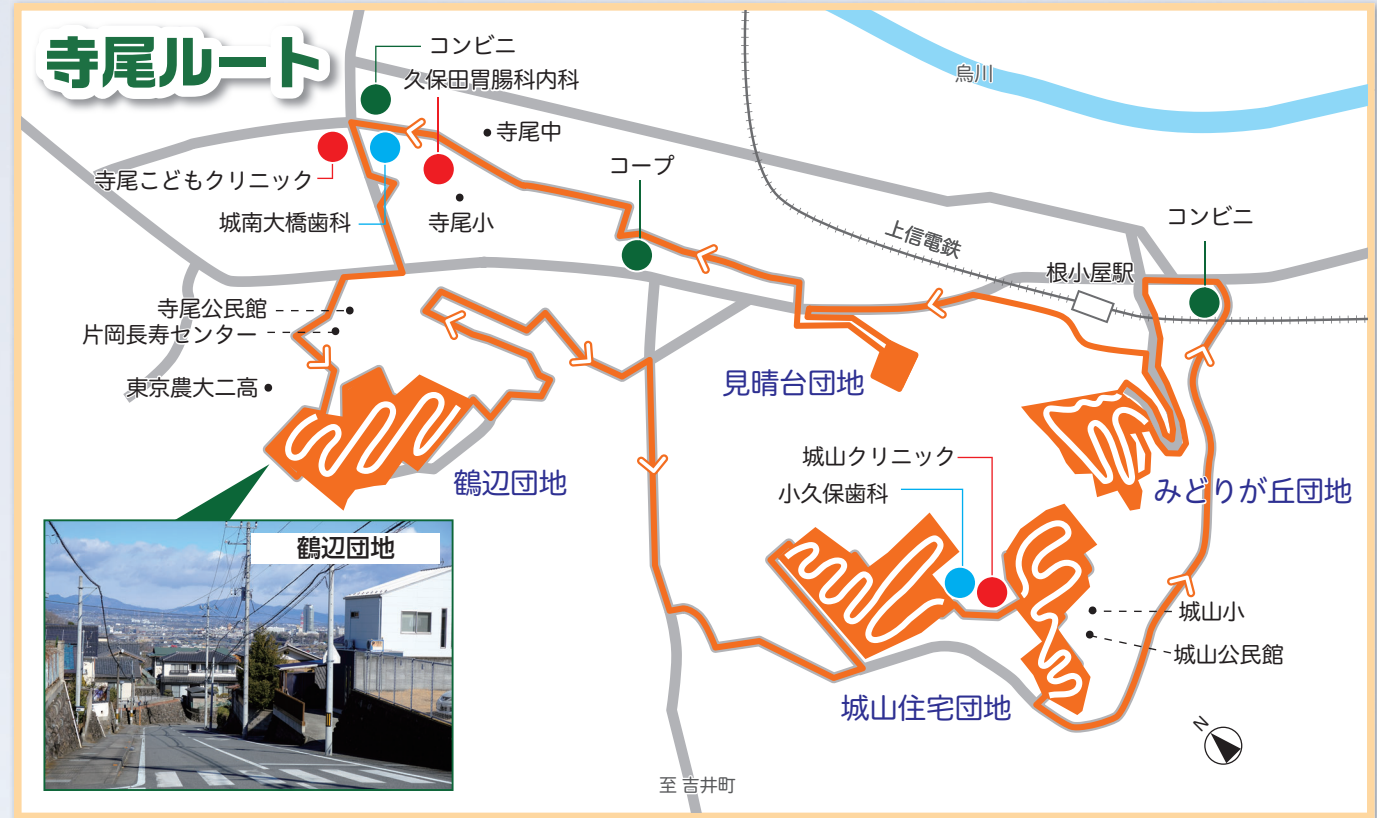 寺尾ルート
コンビニ
久保田胃腸科内科
寺尾中
烏川
寺尾こどもクリニック
城南大橋歯科
寺尾小
コープ
上信電鉄
コンビニ
根小屋駅
寺尾公民館
片岡長寿センター
東京農大二高
見晴台団地
鶴辺団地
城山クリニック
小久保歯科
みどりが丘団地
鶴辺団地
城山小
城山公民館
城山住宅団地
N
至 吉井町